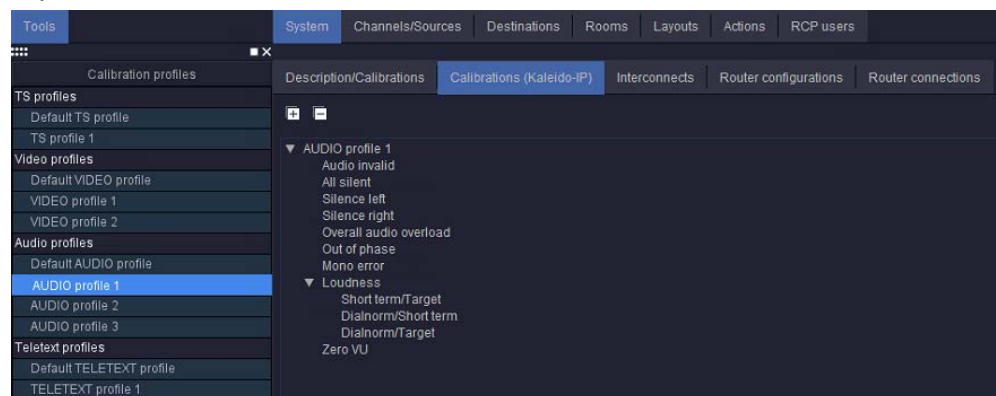 Tools
System Channels/Sources Destinations Rooms Layouts Actions RCP users
Calibration profiles
Description/Calibrations Calibrations (Kaleido-IP) Interconnects Router configurations Router connections
TS profiles
Default TS profile
TS profile 1
Video profiles
Default VIDEO profile
VIDEO profile 1
VIDEO profile 2
Audio profiles
Default AUDIO profile
AUDIO profile 1
AUDIO profile 2
AUDIO profile 3
Teletext profiles
Default TELETEXT profile
TELETEXT profile 1
AUDIO profile 1
Audio invalid
All silent
Silence left
Silence right
Overall audio overload
Out of phase
Mono error
Loudness
Short term/Target
Dialnorm/Short term
Dialnorm/Target
Zero VU